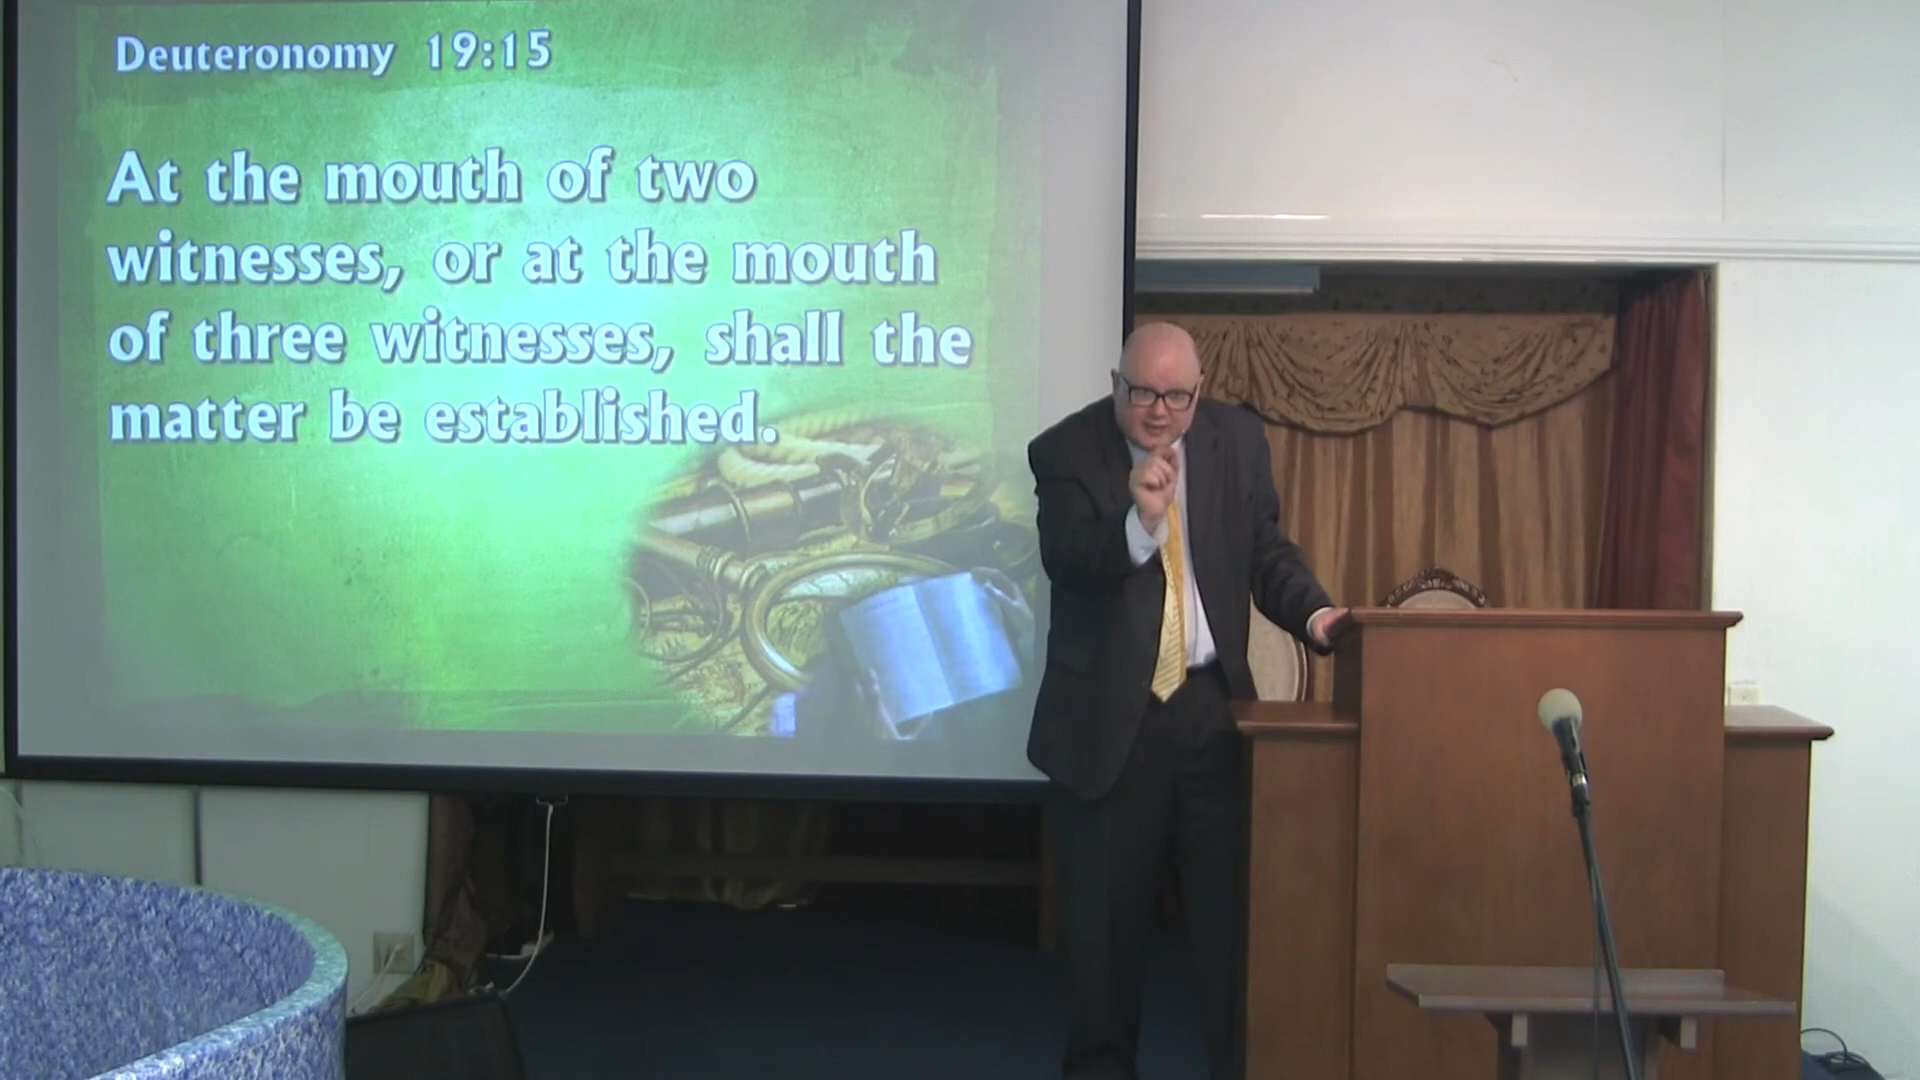 Deuteronomy 19:15
At the mouth of two
witnesses, or at the mouth
of three witnesses, shall the
matter be established.